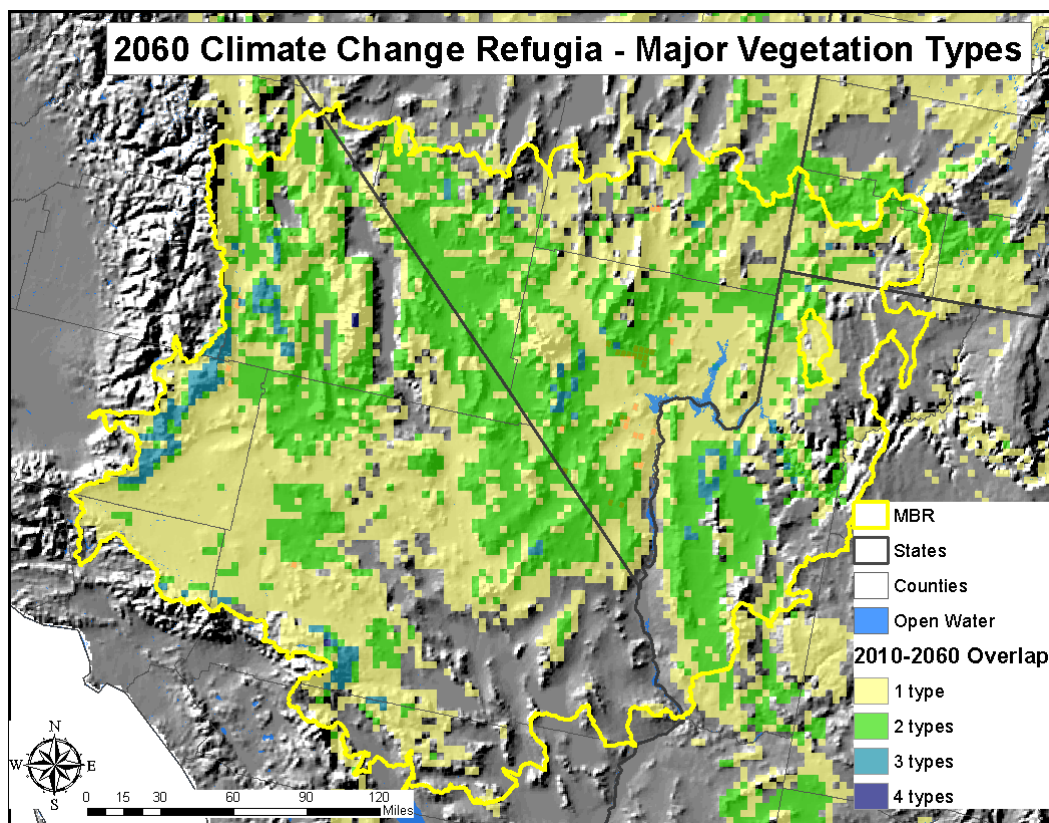 2060 Climate Change Refugia - Major Vegetation Types
MBR
States
Counties
Open Water
2010-2060 Overlap
1 type
2 types
3 types
4 types
N
W E
S
0 15 30 60 90 120
Miles